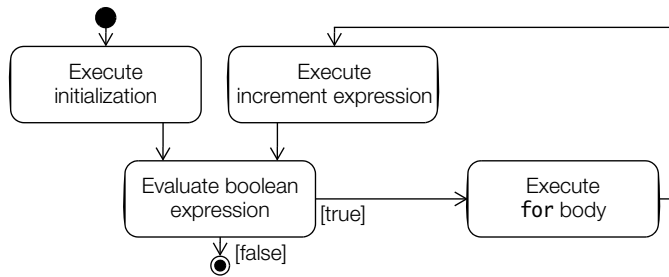 Execute
initialization
Execute
increment expression
Evaluate boolean
expression
[true]
Execute
for body
[false]